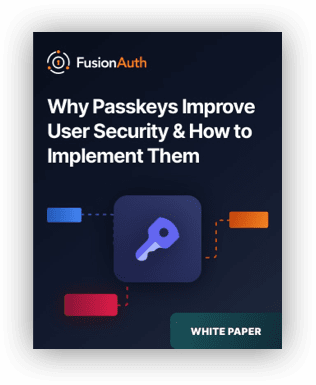 FusionAuth
Why Passkeys Improve
User Security & How to
Implement Them
WHITE PAPER